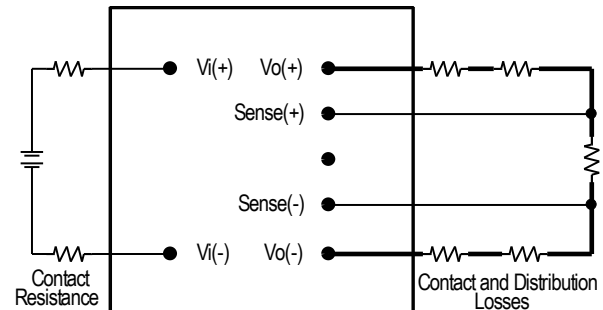 Vi(+) Vo(+)
Sense(+)
Sense(-)
Vi(-) Vo(-)
Contact
Resistance
Contact and Distribution
Losses